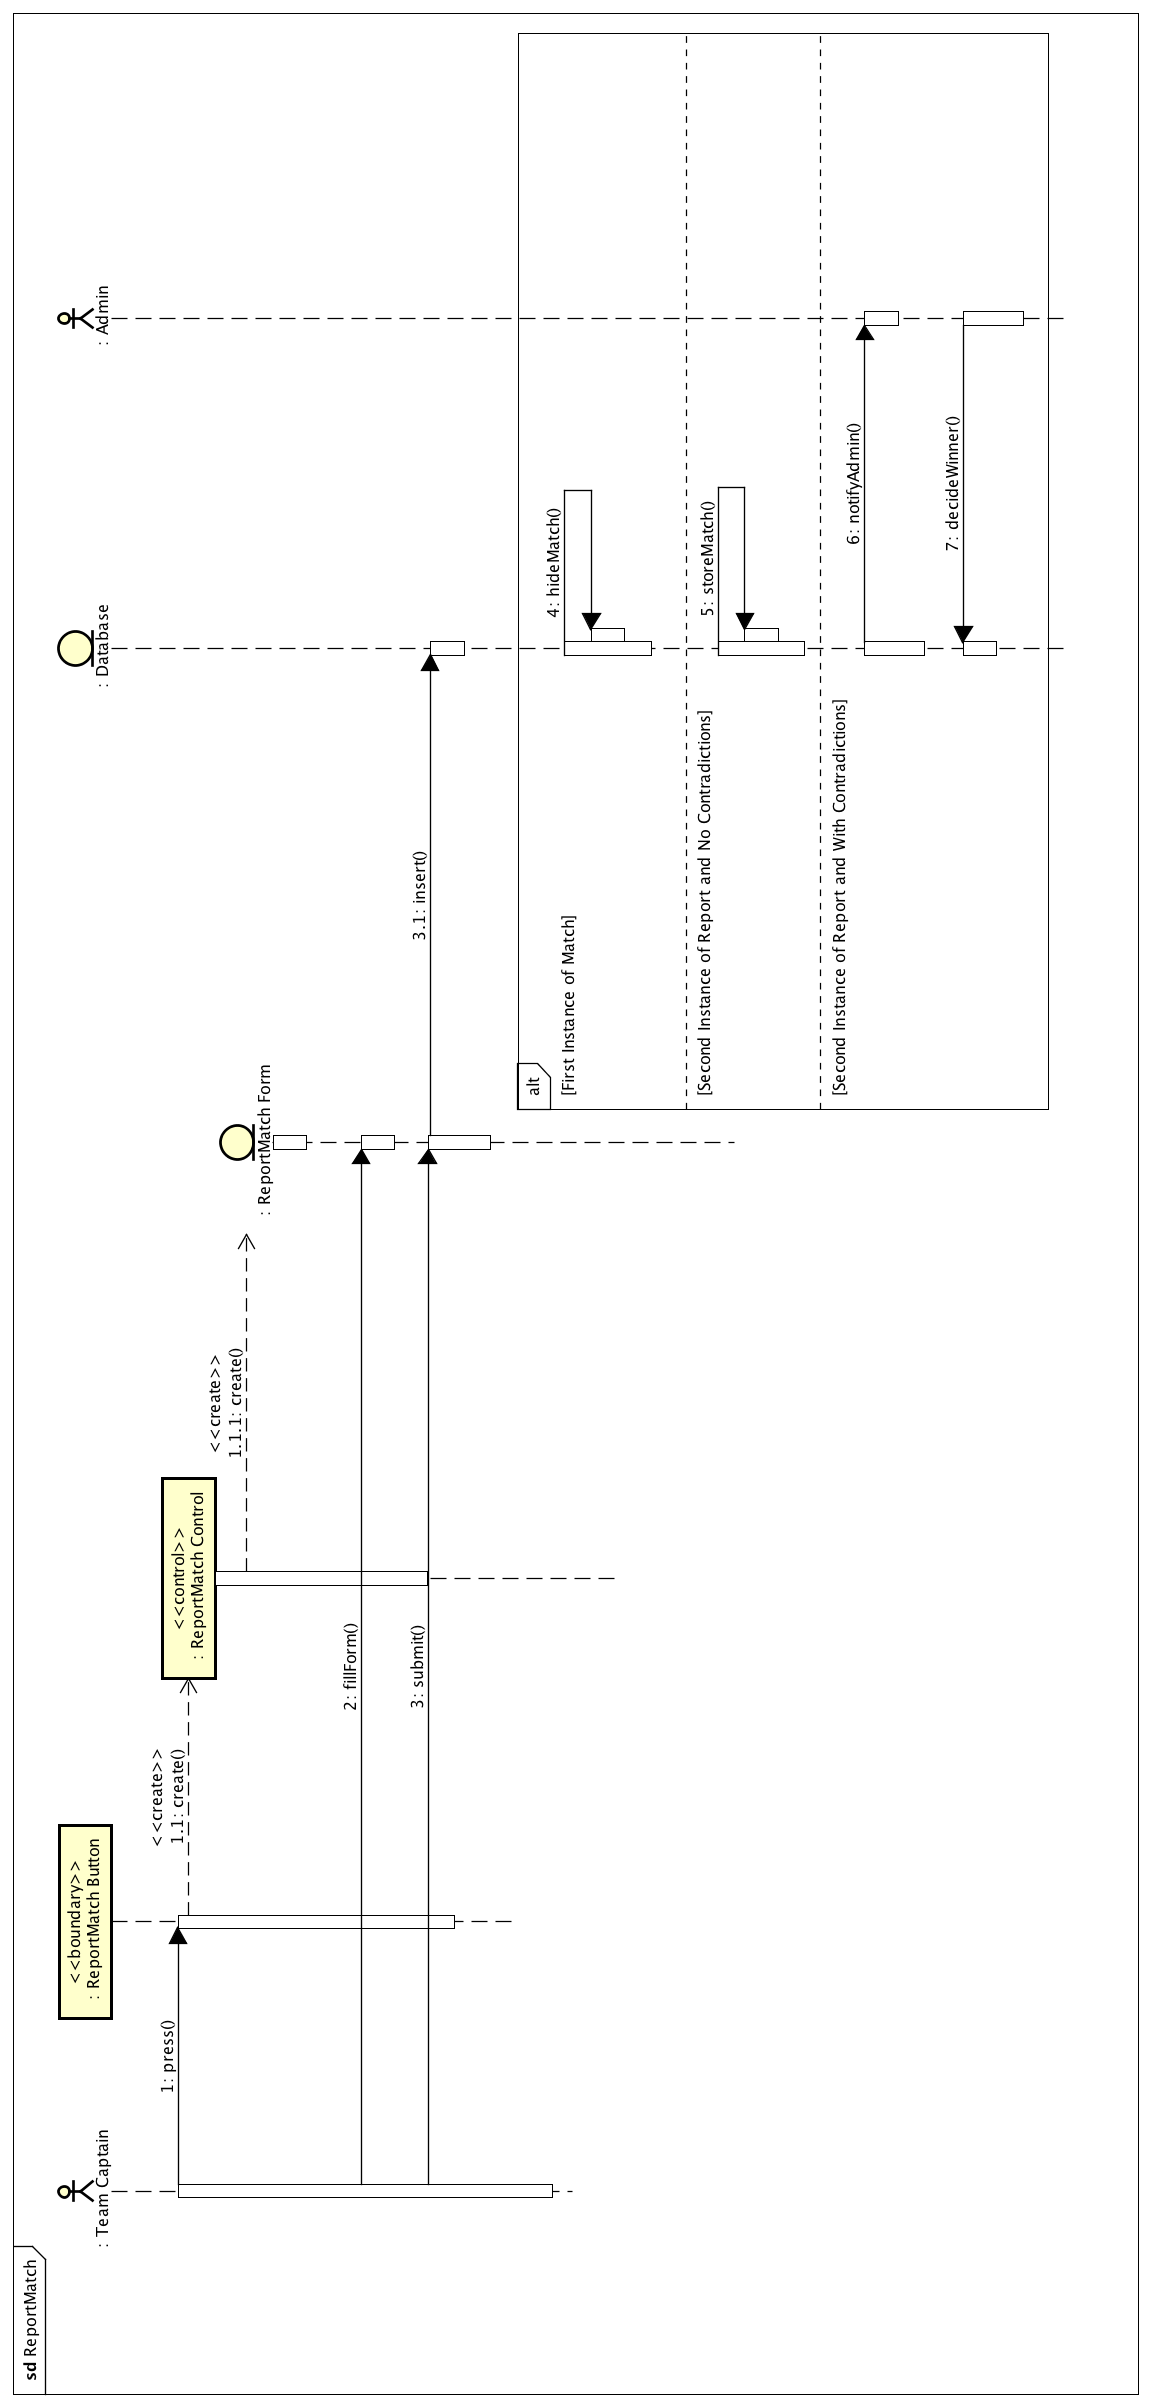 sd ReportMatch
: Team Captain
<<boundary>>
: ReportMatch Button
<<control>>
: ReportMatch Control
: ReportMatch Form
: Database
: Admin
1: press()
<<create>>
1.1: create()
<<create>>
1.1.1: create()
2: fillForm()
3: submit()
3.1: insert()
alt
[First Instance of Match]
4: hideMatch()
[Second Instance of Report and No Contradictions]
5: storeMatch()
[Second Instance of Report and With Contradictions]
6: notifyAdmin()
7: decideWinner()